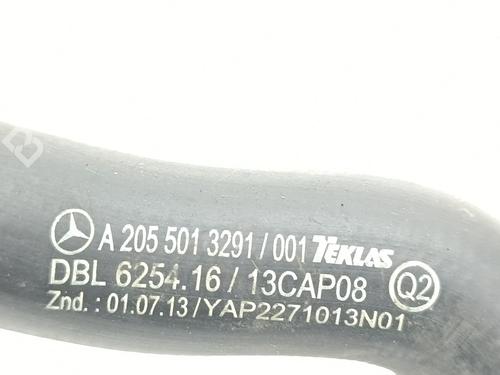 A 205 501 3291 / 001 TEKLAS
DBL 6254.16 / 13CAP08 Q2
Znd. : 01.07.13 / YAP2271013N01